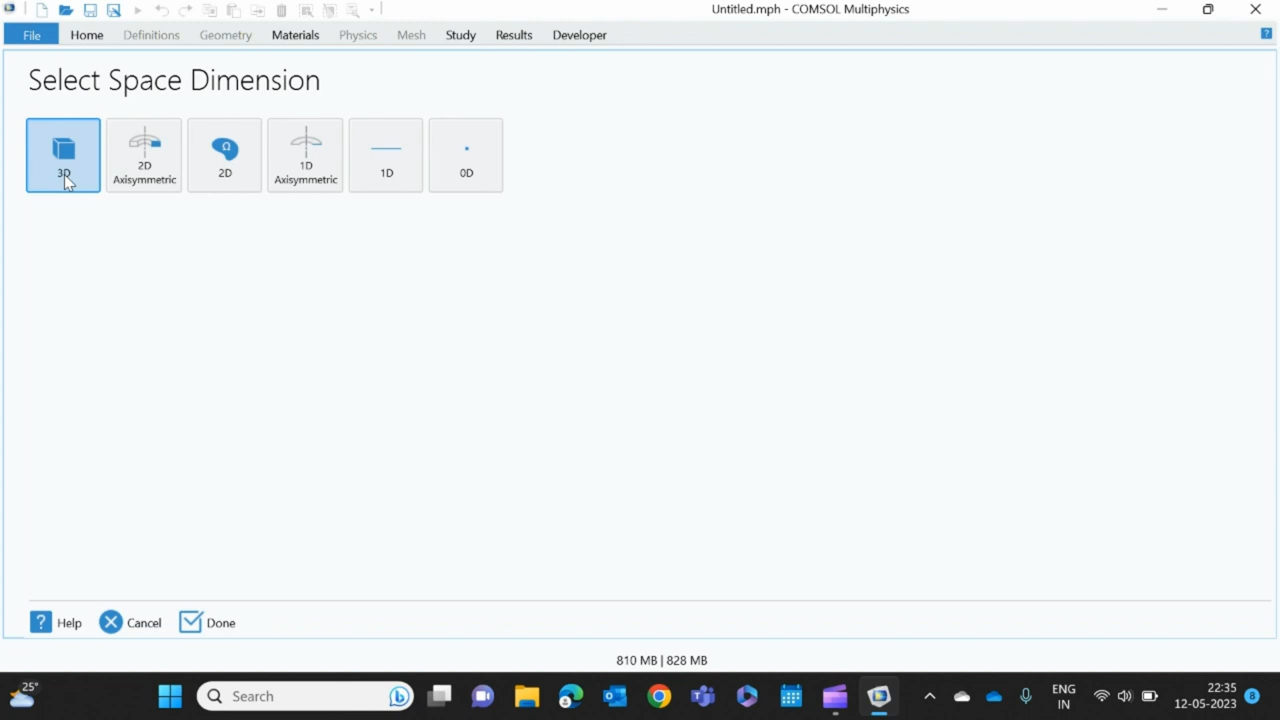 Untitled.mph - COMSOL Multiphysics
File Home Definitions Geometry Materials Physics Mesh Study Results Developer ?
Select Space Dimension
3D
2D
Axisymmetric
Ω
2D
1D
Axisymmetric
1D
0D
? Help Cancel Done
810 MB | 828 MB
25°
Search
ENG
IN
22:35
12-05-2023
8